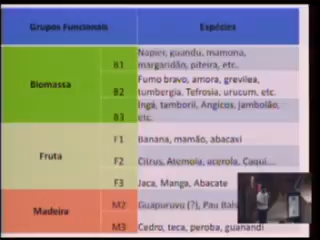 Grupos Funcionais Espécies
Biomassa
B1 Napier, guandu, mamona,
margaridão, piteira, etc.
B2 Fumo bravo, amora, grevilea,
tumbergia, Tefrosia, urucum, etc.
B3 Ingá, tamboril, Angicos, jambolão,
etc.
Fruta
F1 Banana, mamão, abacaxi
F2 Citrus, Atemoia, acerola, Caqui...
F3 Jaca, Manga, Abacate
Madeira
M2 Guapuruvu (?), Pau
M3 Cedro, teca, peroba, guanandi